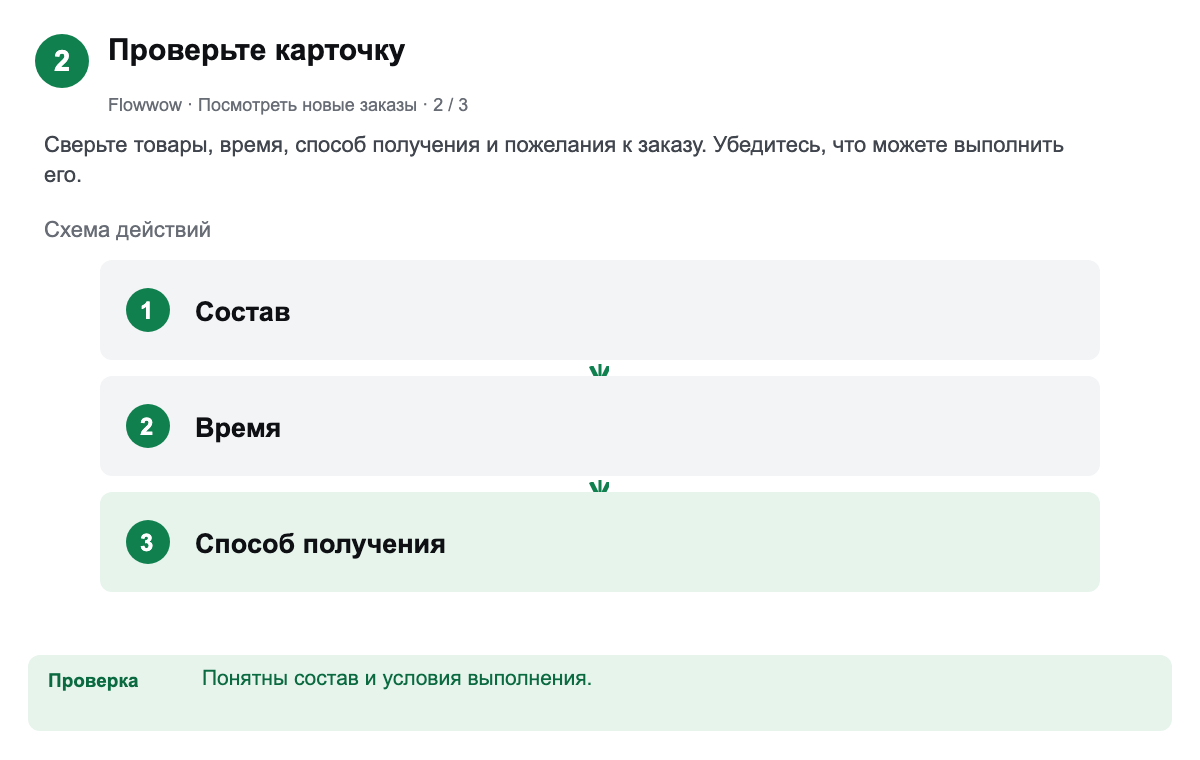 2
Проверьте карточку
Flowwow · Посмотреть новые заказы · 2 / 3
Сверьте товары, время, способ получения и пожелания к заказу. Убедитесь, что можете выполнить
его.
Схема действий
1 Состав
2 Время
3 Способ получения
Проверка Понятны состав и условия выполнения.